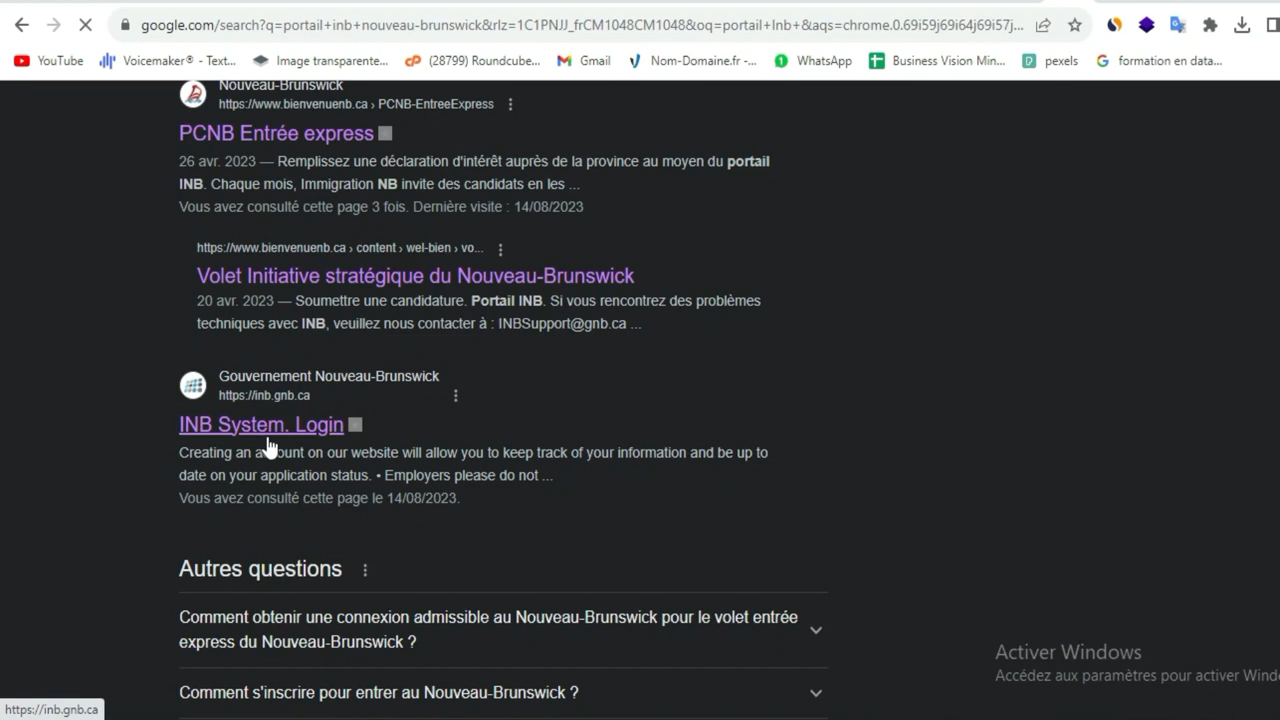 google.com/search?q=portail+inb+nouveau-brunswick&rlz=1C1PNJJ_frCM1048CM1048&oq=portail+Inb+&aqs=chrome.0.69i59j69i64j69i57j...
YouTube Voicemaker® - Text... Image transparente... (28799) Roundcube... Gmail Nom-Domaine.fr -... WhatsApp Business Vision Min... pexels formation en data...
Nouveau-Brunswick
https://www.bienvenuenb.ca › PCNB-EntreeExpress
PCNB Entrée express
26 avr. 2023 — Remplissez une déclaration d'intérêt auprès de la province au moyen du portail
INB. Chaque mois, Immigration NB invite des candidats en les ...
Vous avez consulté cette page 3 fois. Dernière visite : 14/08/2023
https://www.bienvenuenb.ca › content › wel-bien › vo...
Volet Initiative stratégique du Nouveau-Brunswick
20 avr. 2023 — Soumettre une candidature. Portail INB. Si vous rencontrez des problèmes
techniques avec INB, veuillez nous contacter à : INBSupport@gnb.ca ...
Gouvernement Nouveau-Brunswick
https://inb.gnb.ca
INB System. Login
Creating an account on our website will allow you to keep track of your information and be up to
date on your application status. • Employers please do not ...
Vous avez consulté cette page le 14/08/2023.
Autres questions
Comment obtenir une connexion admissible au Nouveau-Brunswick pour le volet entrée
express du Nouveau-Brunswick ?
Activer Windows
Accédez aux paramètres pour activer Wind
Comment s'inscrire pour entrer au Nouveau-Brunswick ?
https://inb.gnb.ca